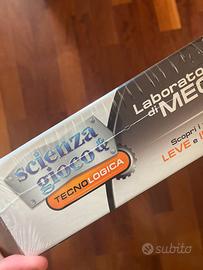 scienza
gioco &
TECNOLOGICA
Laborato
di MEC
Scopri i
LEVE e I
subito